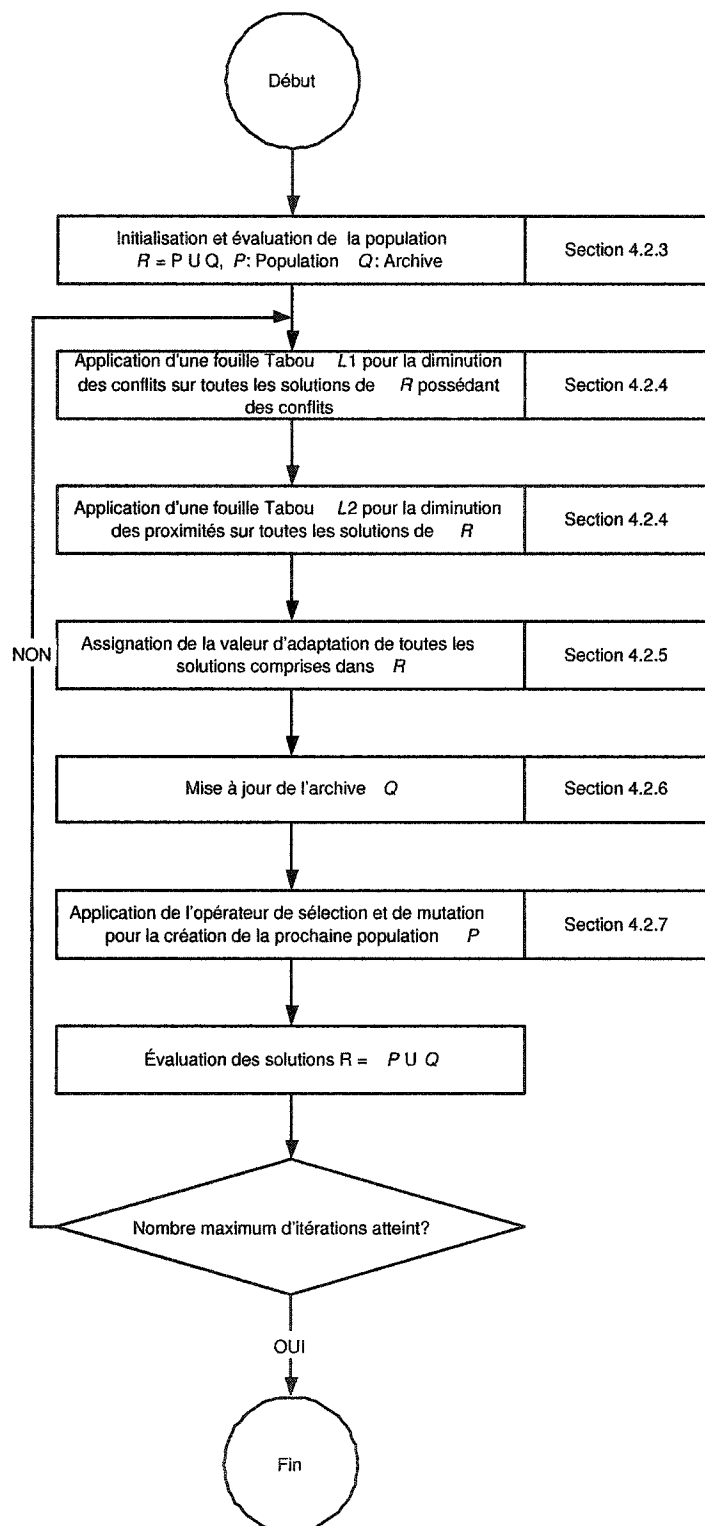 Début
Initialisation et évaluation de la population
R = P U Q, P: Population Q: Archive
Section 4.2.3
Application d'une fouille Tabou L1 pour la diminution
des conflits sur toutes les solutions de R possédant
des conflits
Section 4.2.4
Application d'une fouille Tabou L2 pour la diminution
des proximités sur toutes les solutions de R
Section 4.2.4
NON
Assignation de la valeur d'adaptation de toutes les
solutions comprises dans R
Section 4.2.5
Mise à jour de l'archive Q
Section 4.2.6
Application de l'opérateur de sélection et de mutation
pour la création de la prochaine population P
Section 4.2.7
Évaluation des solutions R = P U Q
Nombre maximum d'itérations atteint?
OUI
Fin